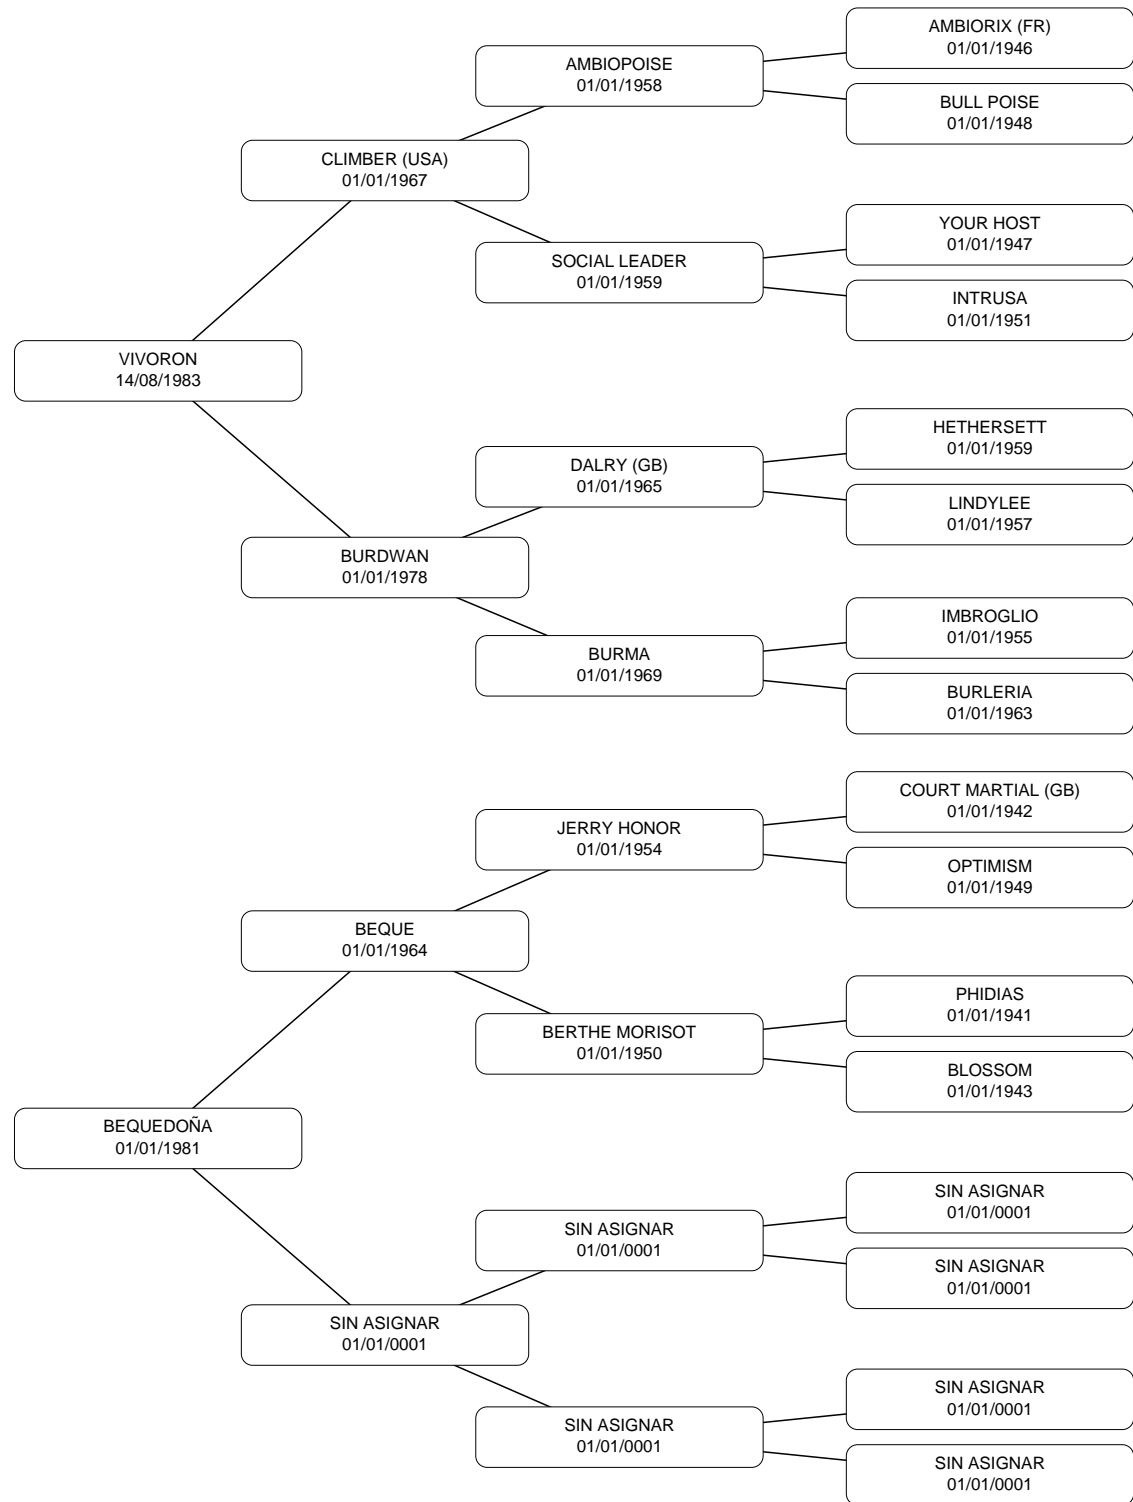 AMBIORIX (FR)
01/01/1946
AMBIOPOISE
01/01/1958
BULL POISE
01/01/1948
CLIMBER (USA)
01/01/1967
YOUR HOST
01/01/1947
SOCIAL LEADER
01/01/1959
INTRUSA
01/01/1951
VIVORON
14/08/1983
HETHERSETT
01/01/1959
DALRY (GB)
01/01/1965
LINDYLEE
01/01/1957
BURDWAN
01/01/1978
IMBROGLIO
01/01/1955
BURMA
01/01/1969
BURLERIA
01/01/1963
COURT MARTIAL (GB)
01/01/1942
JERRY HONOR
01/01/1954
OPTIMISM
01/01/1949
BEQUE
01/01/1964
PHIDIAS
01/01/1941
BERTHE MORISOT
01/01/1950
BLOSSOM
01/01/1943
BEQUEDOÑA
01/01/1981
SIN ASIGNAR
01/01/0001
SIN ASIGNAR
01/01/0001
SIN ASIGNAR
01/01/0001
SIN ASIGNAR
01/01/0001
SIN ASIGNAR
01/01/0001
SIN ASIGNAR
01/01/0001
SIN ASIGNAR
01/01/0001